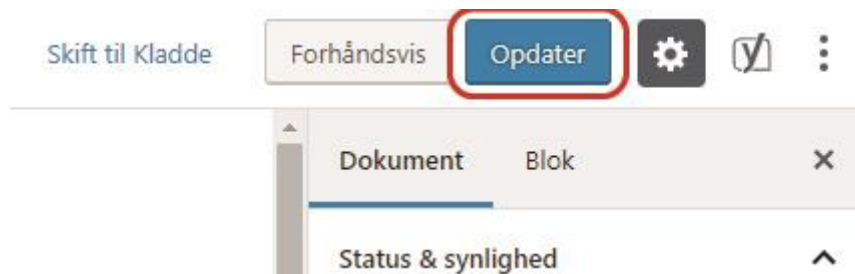 Skift til Kladde Forhåndsvis Opdater
Dokument Blok
Status & synlighed